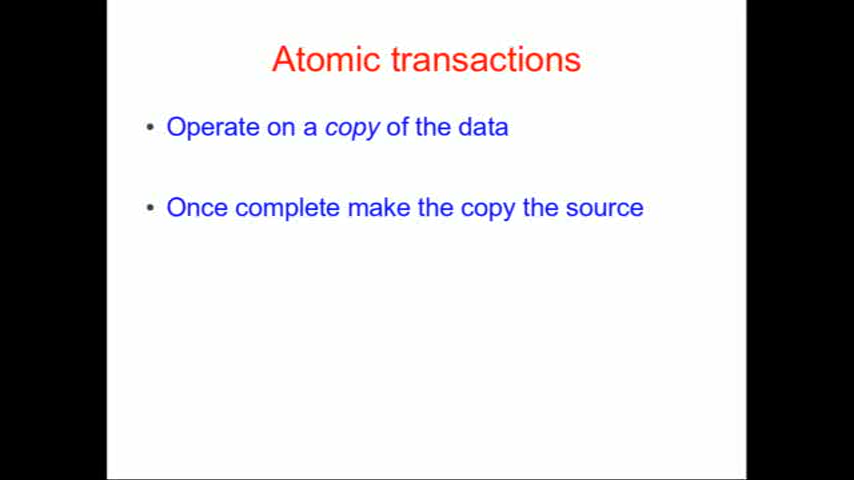 Atomic transactions
• Operate on a copy of the data
• Once complete make the copy the source